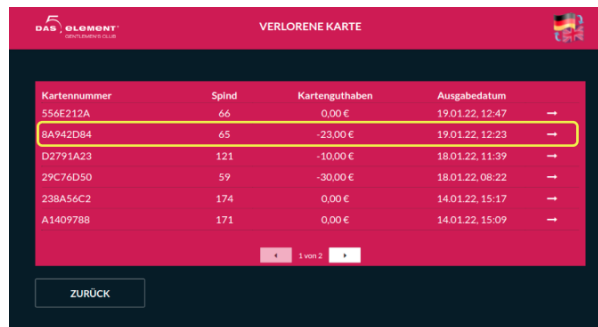 DAS eLeMeNT
GENTLEMEN'S CLUB
VERLORENE KARTE
Kartennummer Spind Kartenguthaben Ausgabedatum
556E212A 66 0,00 € 19.01.22, 12:47 →
8A942D84 65 -23,00 € 19.01.22, 12:23 →
D2791A23 121 -10,00 € 18.01.22, 11:39 →
29C76D50 59 -30,00 € 18.01.22, 08:22 →
238A56C2 174 0,00 € 14.01.22, 15:17 →
A1409788 171 0,00 € 14.01.22, 15:09 →
1 von 2
ZURÜCK